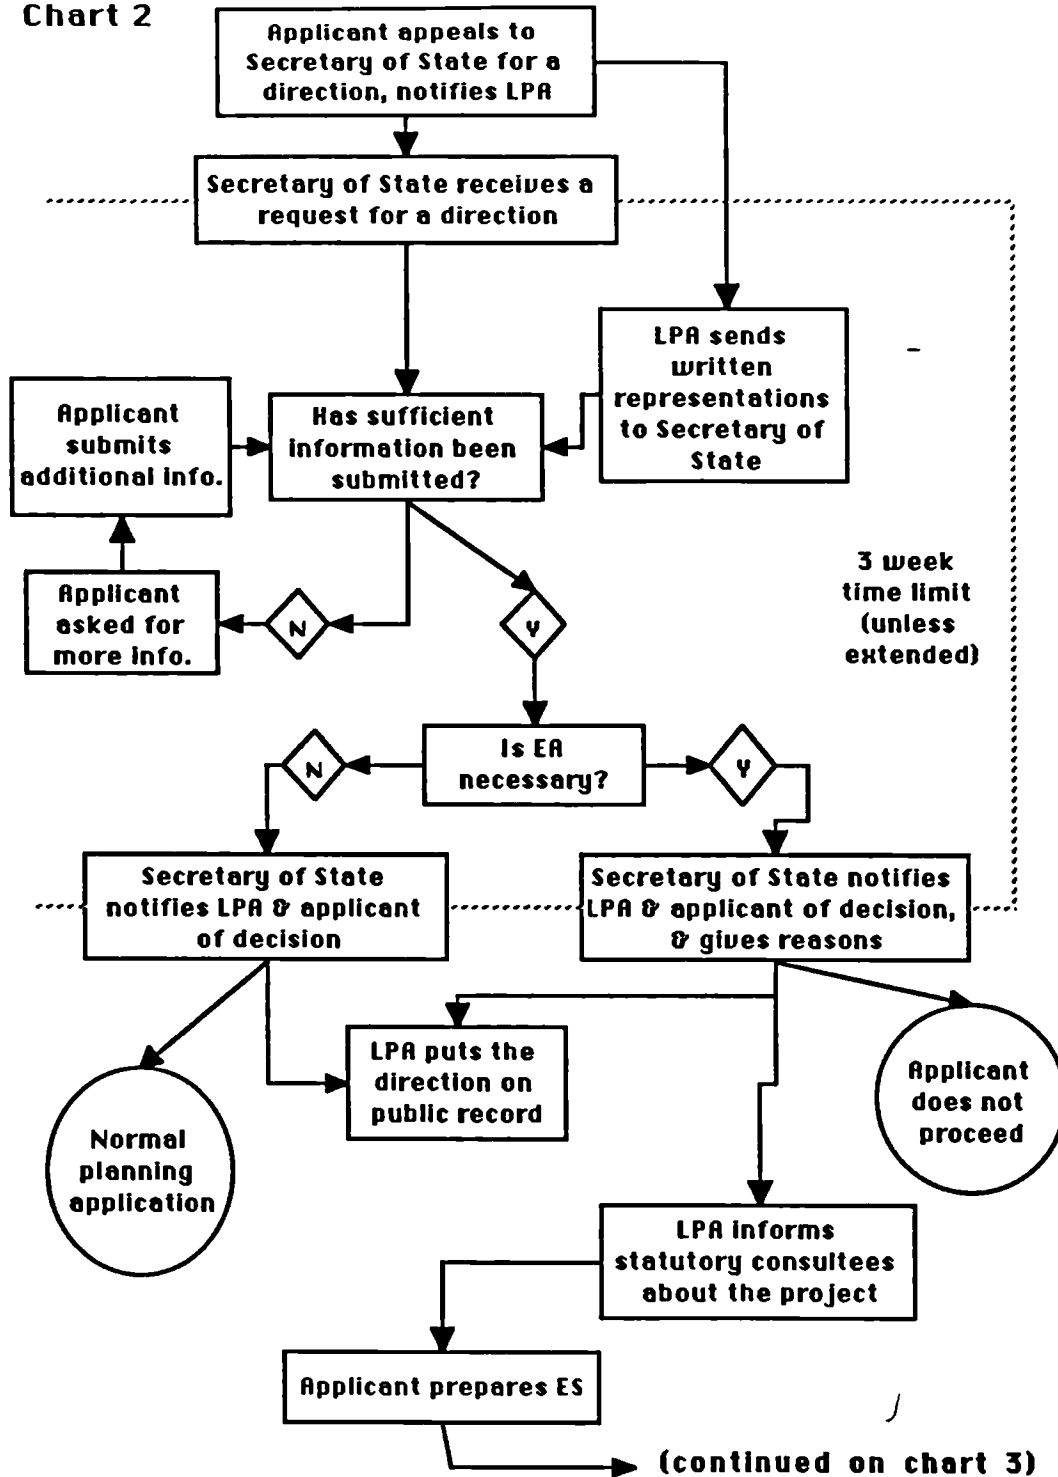 Chart 2
Applicant appeals to
Secretary of State for a
direction, notifies LPA
Secretary of State receives a
request for a direction
LPA sends
written
representations
to Secretary of
State
Applicant
submits
additional info.
Has sufficient
information been
submitted?
3 week
time limit
(unless
extended)
Applicant
asked for
more info.
N
Y
Is EA
necessary?
N
Y
Secretary of State
notifies LPA & applicant
of decision
Secretary of State notifies
LPA & applicant of decision,
& gives reasons
LPA puts the
direction on
public record
Applicant
does not
proceed
Normal
planning
application
LPA informs
statutory consultees
about the project
Applicant prepares ES
(continued on chart 3)